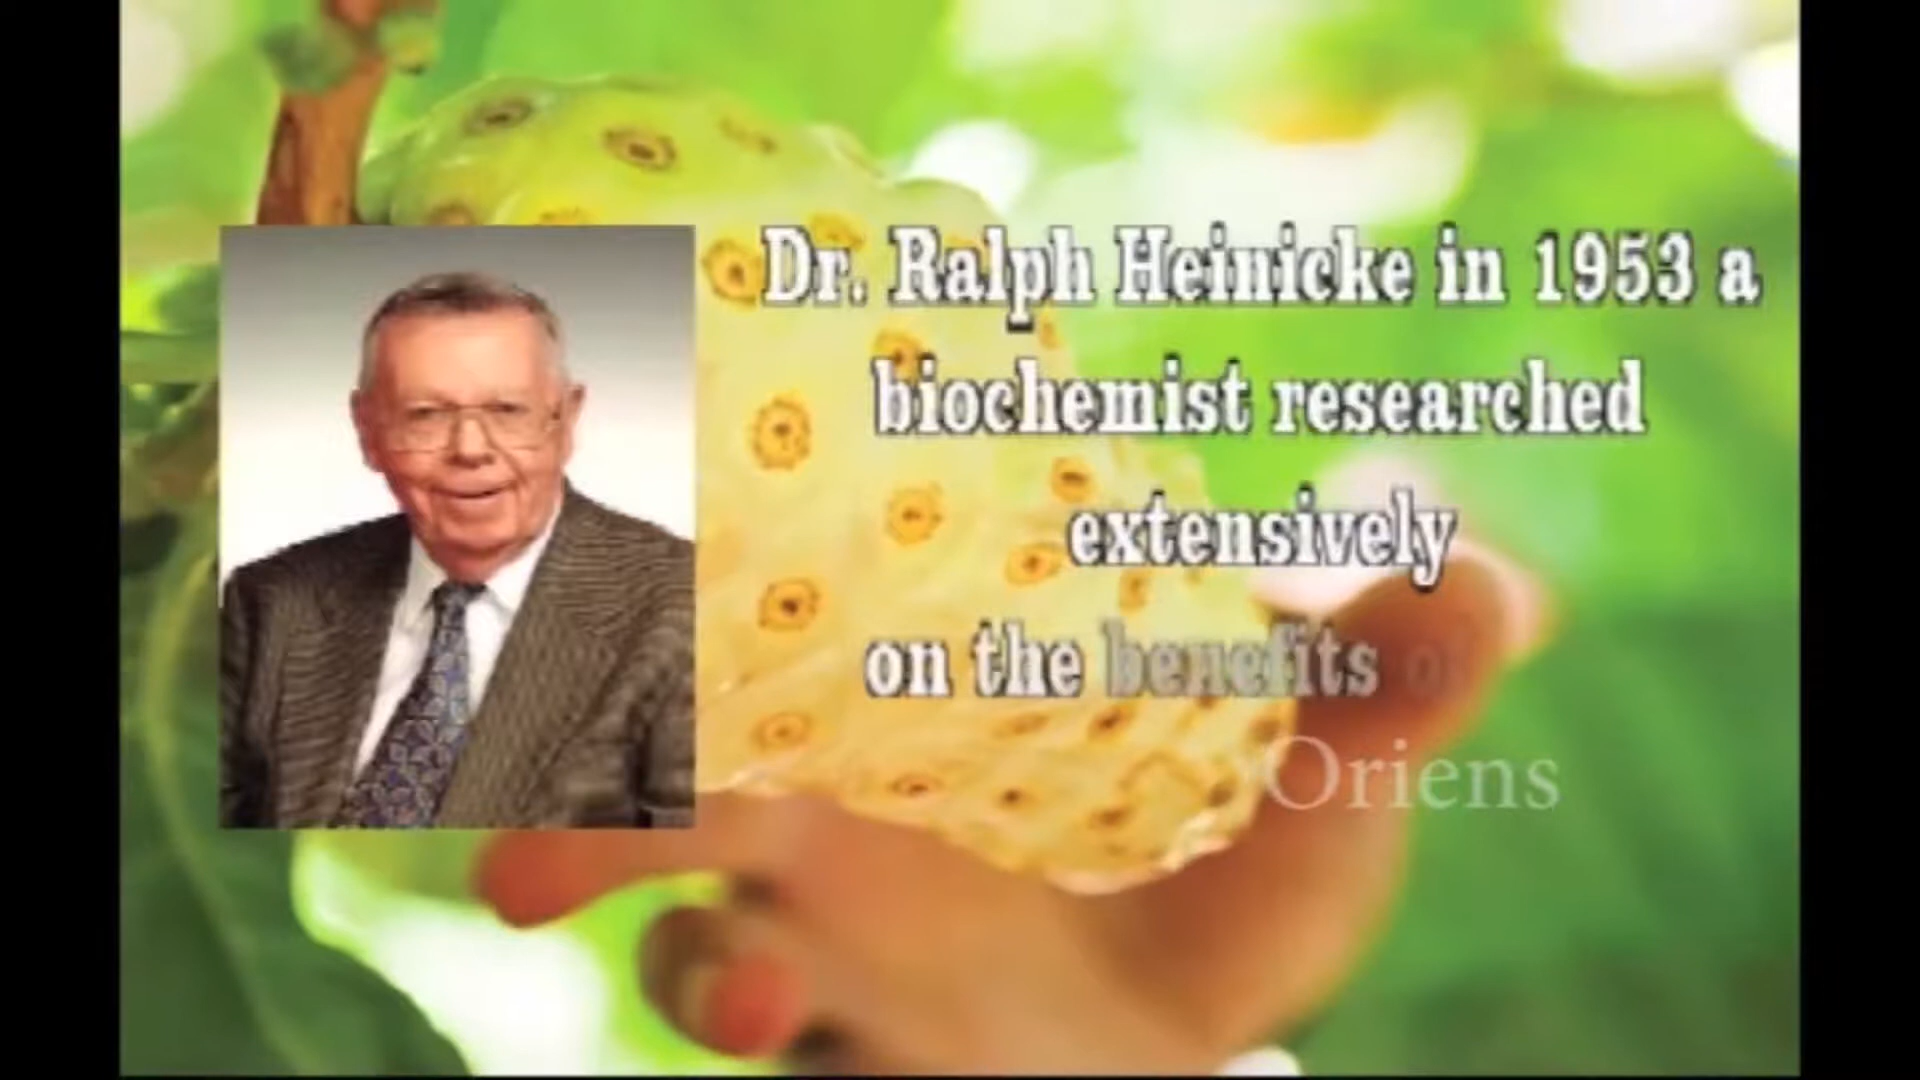 Dr. Ralph Heinicke in 1953 a
biochemist researched
extensively
on the benefits o
Oriens